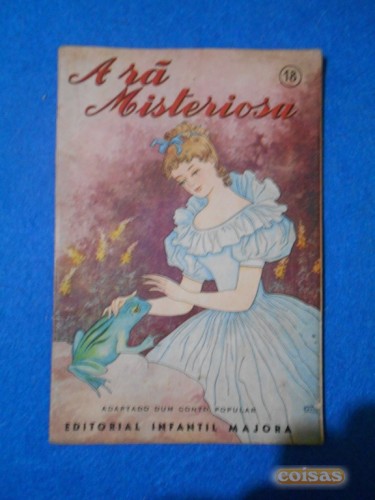 A rã
18
Misteriosa
ADAPTADO DUM CONTO POPULAR
EDITORIAL INFANTIL MAJORA
coisas